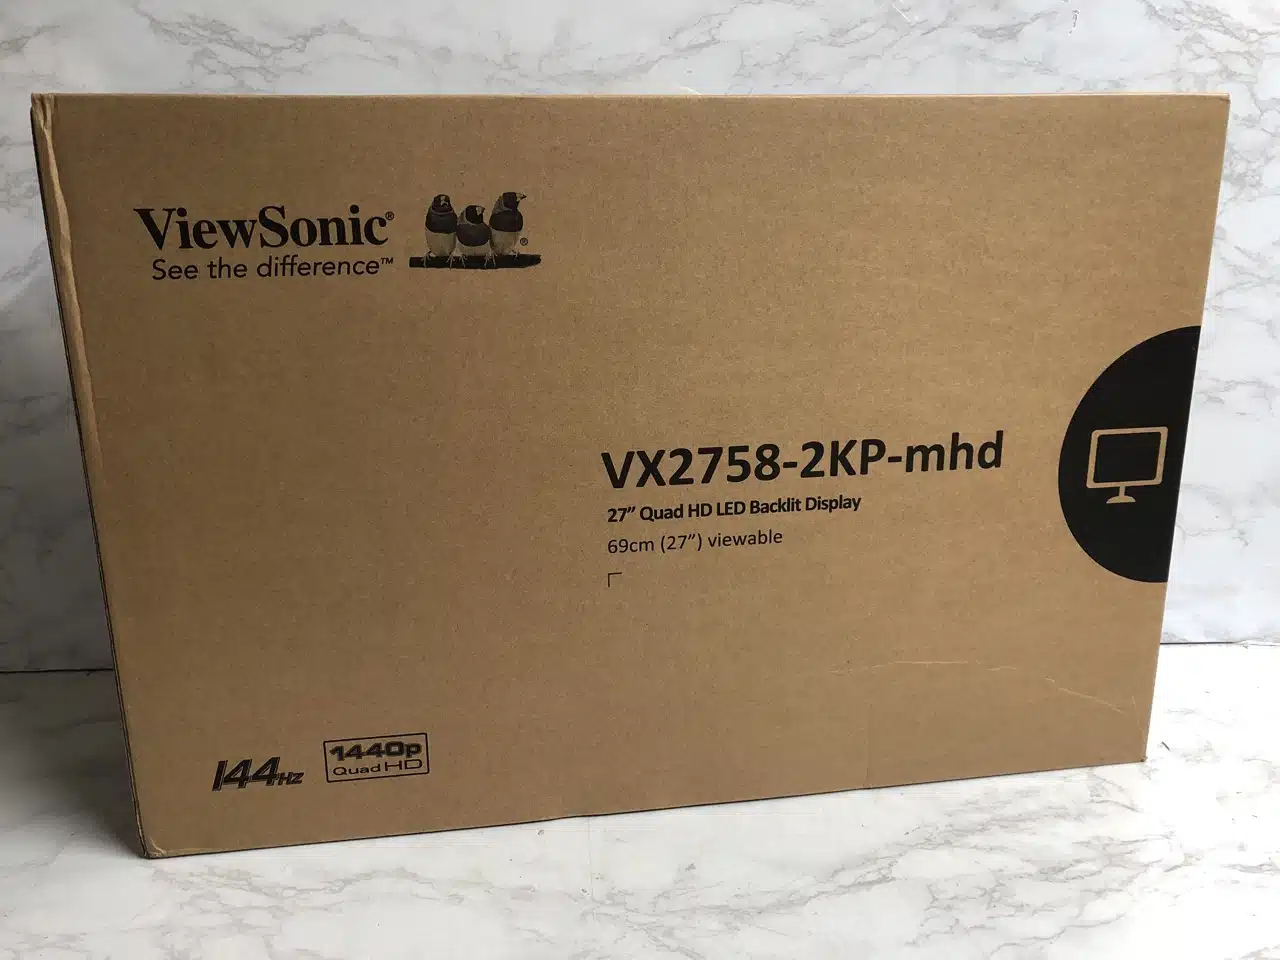 ViewSonic®
See the difference™
®
VX2758-2KP-mhd
27” Quad HD LED Backlit Display
69cm (27”) viewable
144HZ
1440p
Quad HD